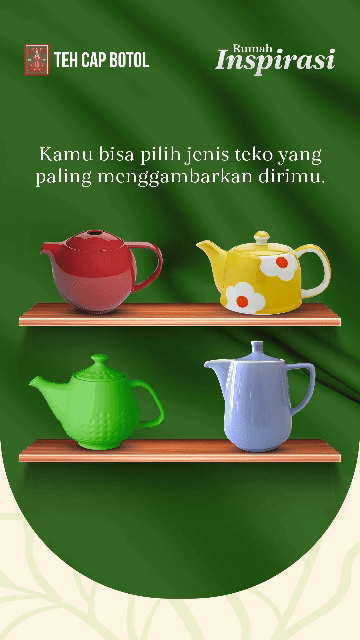 TEH CAP BOTOL
Rumah
Inspirasi
Kamu bisa pilih jenis teko yang
paling menggambarkan dirimu.